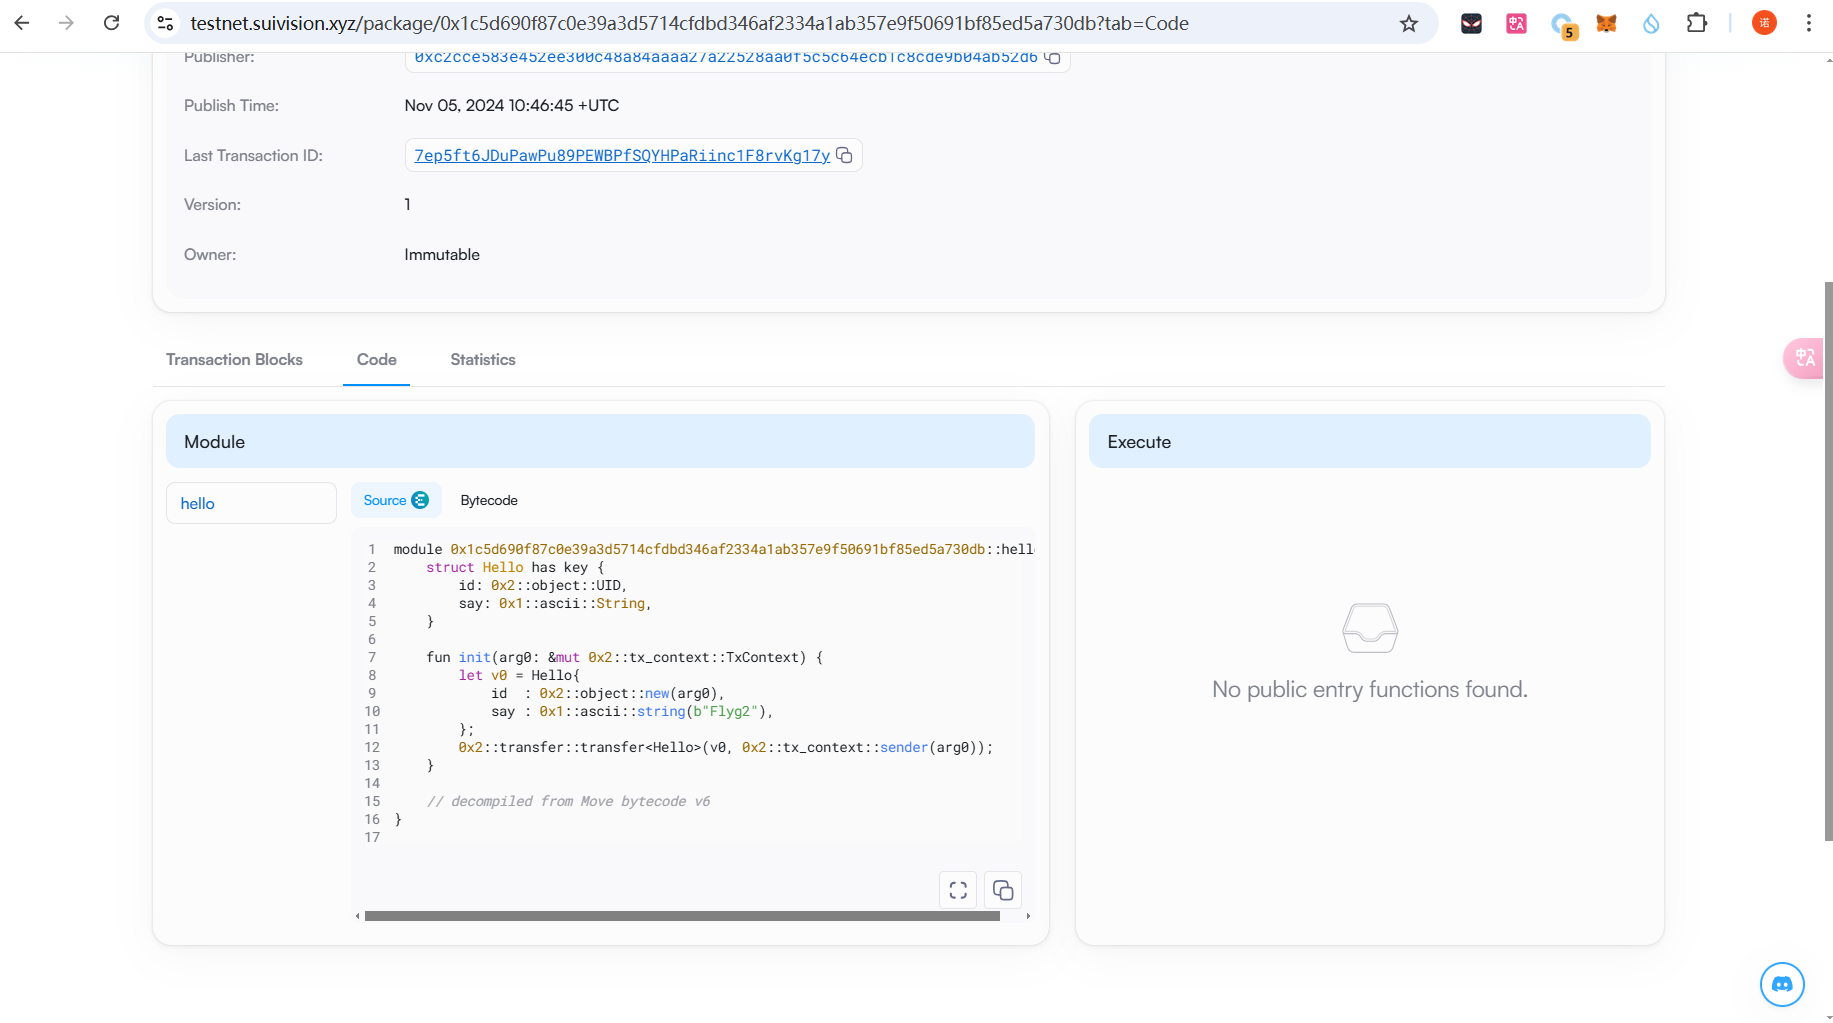 testnet.suivision.xyz/package/0x1c5d690f87c0e39a3d5714cfdbd346af2334a1ab357e9f50691bf85ed5a730db?tab=Code
5
诺
Publisher:
0xc2cce583e452ee300c48a84aaaa27a22528aa0f5c5c64ecb1c8cde9b04ab52d6
Publish Time:
Nov 05, 2024 10:46:45 +UTC
Last Transaction ID:
7ep5ft6JDuPawPu89PEWBPfSQYHPaRiinc1F8rvKg17y
Version:
1
Owner:
Immutable
Transaction Blocks
Code
Statistics
Module
hello
Source
Bytecode
1 module 0x1c5d690f87c0e39a3d5714cfdbd346af2334a1ab357e9f50691bf85ed5a730db::hell
2 struct Hello has key {
3 id: 0x2::object::UID,
4 say: 0x1::ascii::String,
5 }
6
7 fun init(arg0: &mut 0x2::tx_context::TxContext) {
8 let v0 = Hello{
9 id  : 0x2::object::new(arg0),
10 say : 0x1::ascii::string(b"Flyg2"),
11 };
12 0x2::transfer::transfer<Hello>(v0, 0x2::tx_context::sender(arg0));
13 }
14
15 // decompiled from Move bytecode v6
16 }
17
Execute
No public entry functions found.